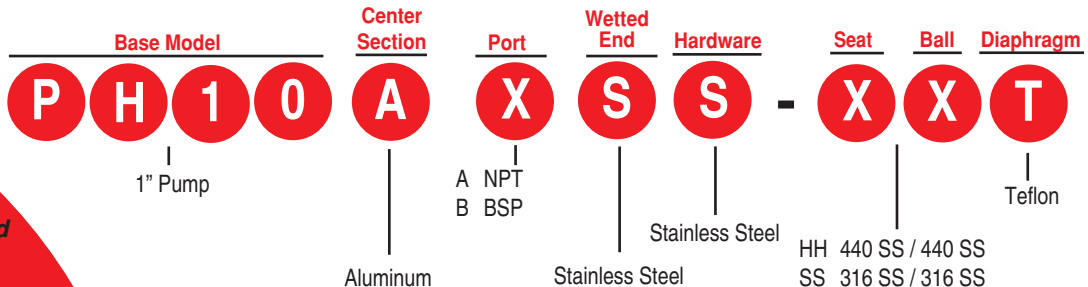 Base Model
Center
Section
Port
Wetted
End
Hardware
Seat
Ball
Diaphragm
P H 1 0 A X S S - X X T
1” Pump
A NPT
B BSP
Teflon
Stainless Steel
HH 440 SS / 440 SS
Aluminum
Stainless Steel
SS 316 SS / 316 SS
d